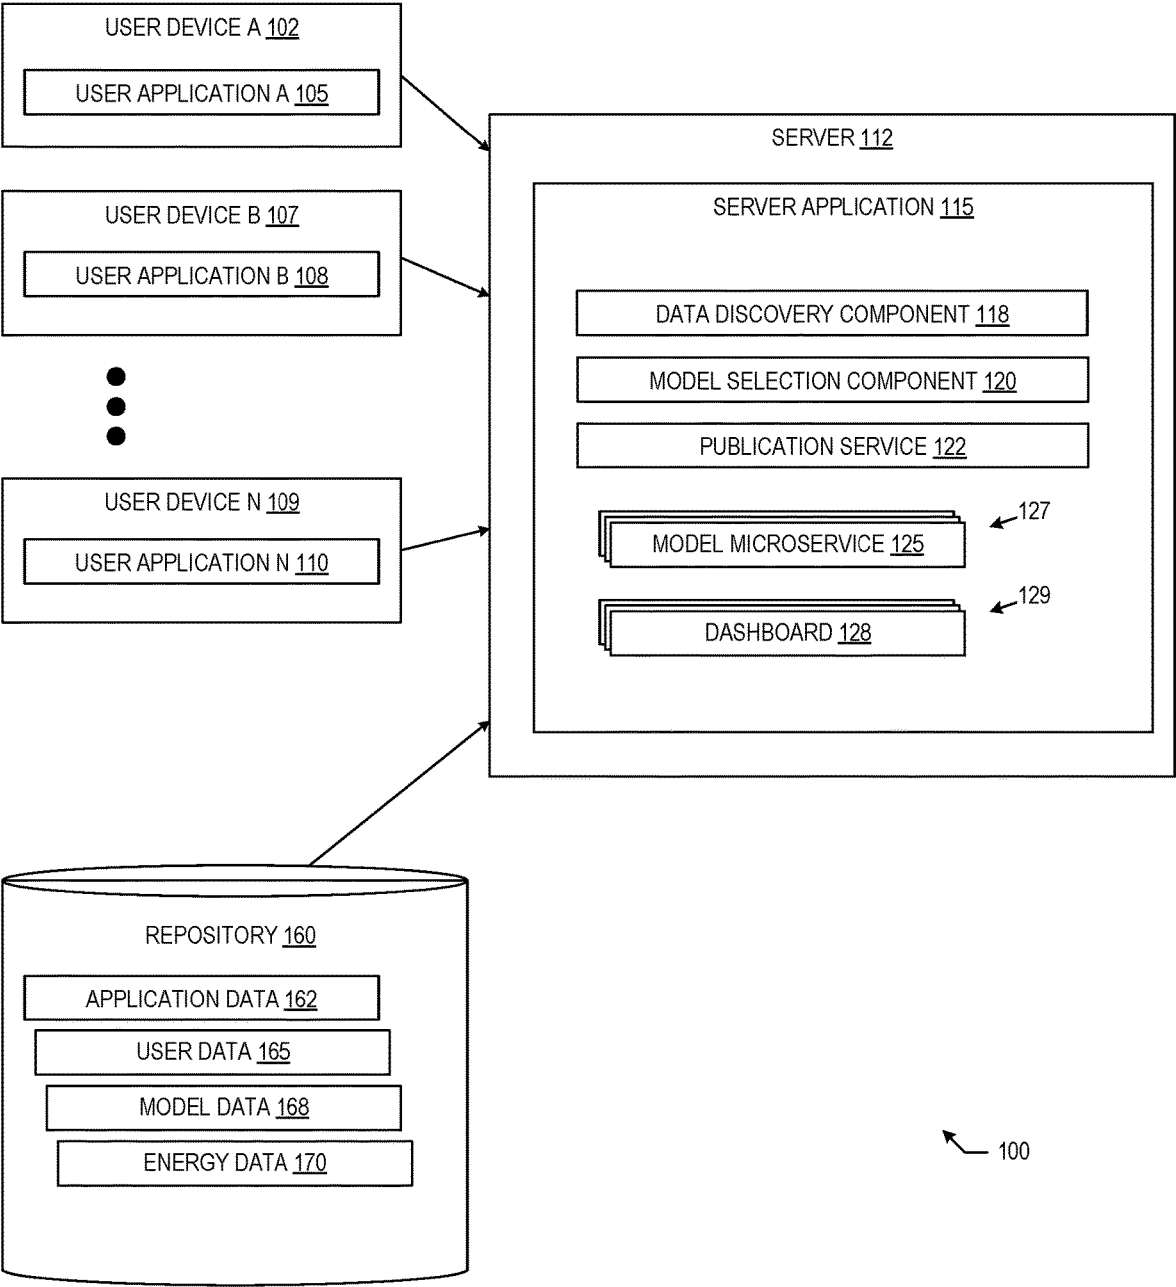 USER DEVICE A 102
USER APPLICATION A 105
USER DEVICE B 107
USER APPLICATION B 108
USER DEVICE N 109
USER APPLICATION N 110
SERVER 112
SERVER APPLICATION 115
DATA DISCOVERY COMPONENT 118
MODEL SELECTION COMPONENT 120
PUBLICATION SERVICE 122
127
MODEL MICROSERVICE 125
129
DASHBOARD 128
REPOSITORY 160
APPLICATION DATA 162
USER DATA 165
MODEL DATA 168
ENERGY DATA 170
100